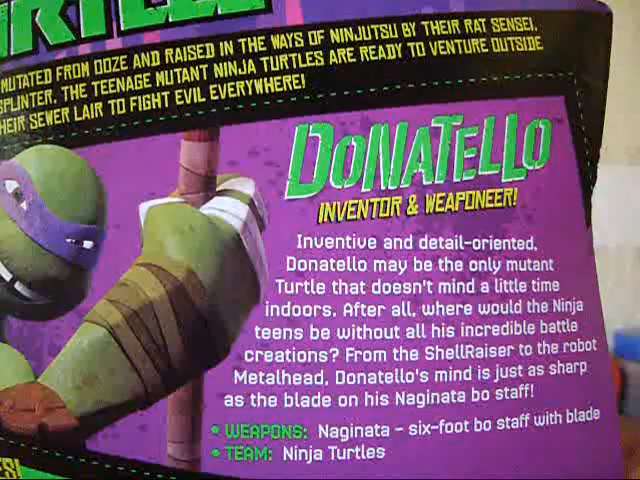 MUTATED FROM OOZE AND RAISED IN THE WAYS OF NINJUTSU BY THEIR RAT SENSEI,
SPLINTER, THE TEENAGE MUTANT NINJA TURTLES ARE READY TO VENTURE OUTSIDE
THEIR SEWER LAIR TO FIGHT EVIL EVERYWHERE!
DONATELLO™
INVENTOR & WEAPONEER!
Inventive and detail-oriented,
Donatello may be the only mutant
Turtle that doesn't mind a little time
indoors. After all, where would the Ninja
teens be without all his incredible battle
creations? From the ShellRaiser to the robot
Metalhead, Donatello's mind is just as sharp
as the blade on his Naginata bo staff!
• WEAPONS: Naginata – six-foot bo staff with blade
• TEAM: Ninja Turtles